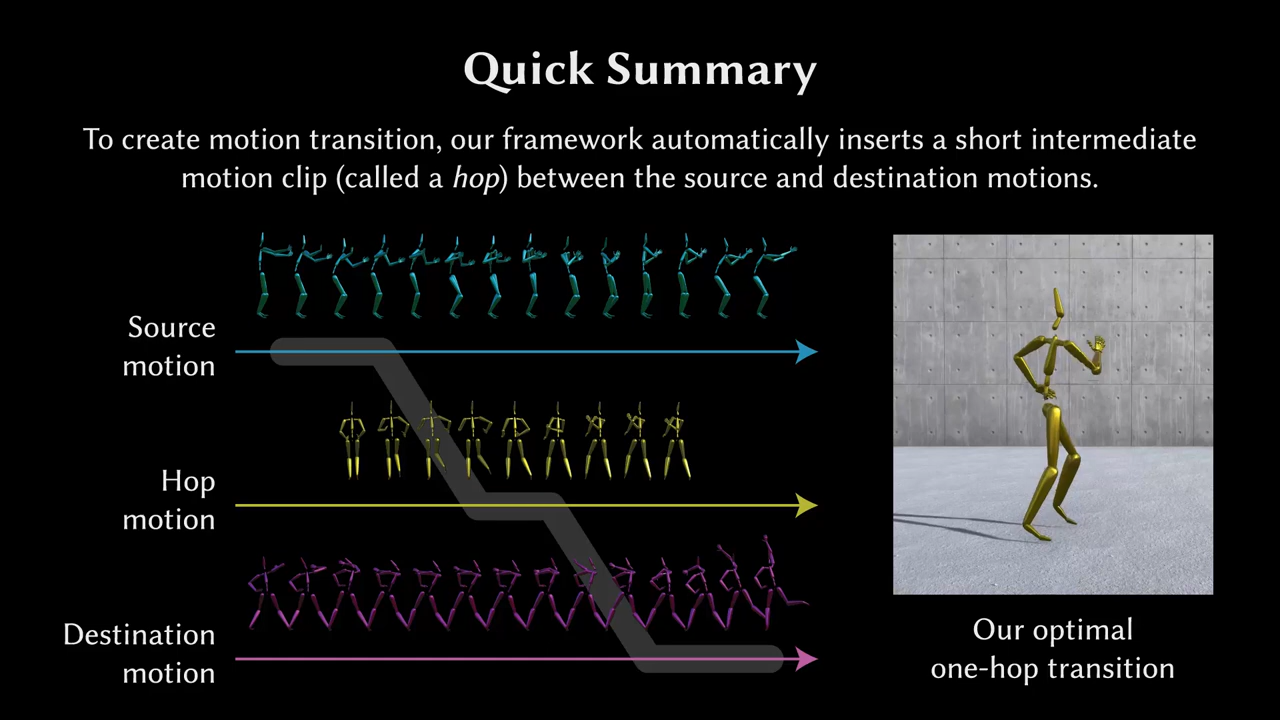 Quick Summary
To create motion transition, our framework automatically inserts a short intermediate
motion clip (called a hop) between the source and destination motions.
Source
motion
Hop
motion
Destination
motion
Our optimal
one-hop transition